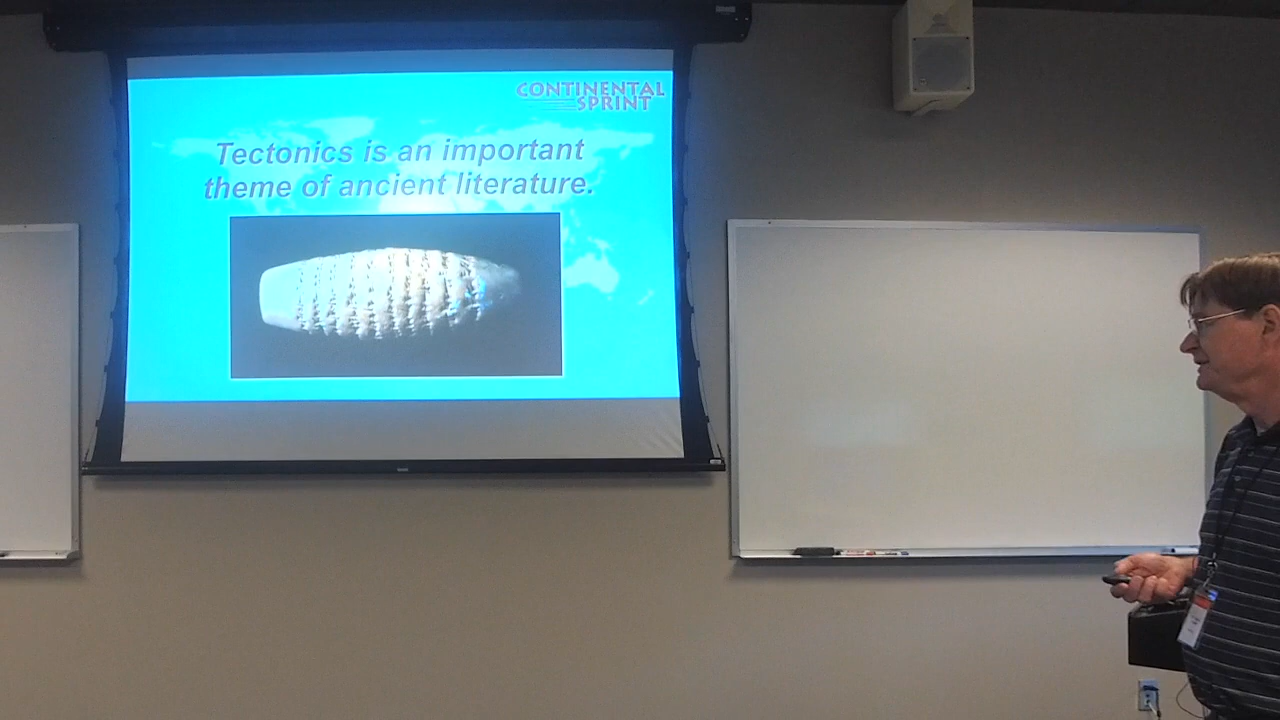 CONTINENTAL
SPRINT
Tectonics is an important
theme of ancient literature.